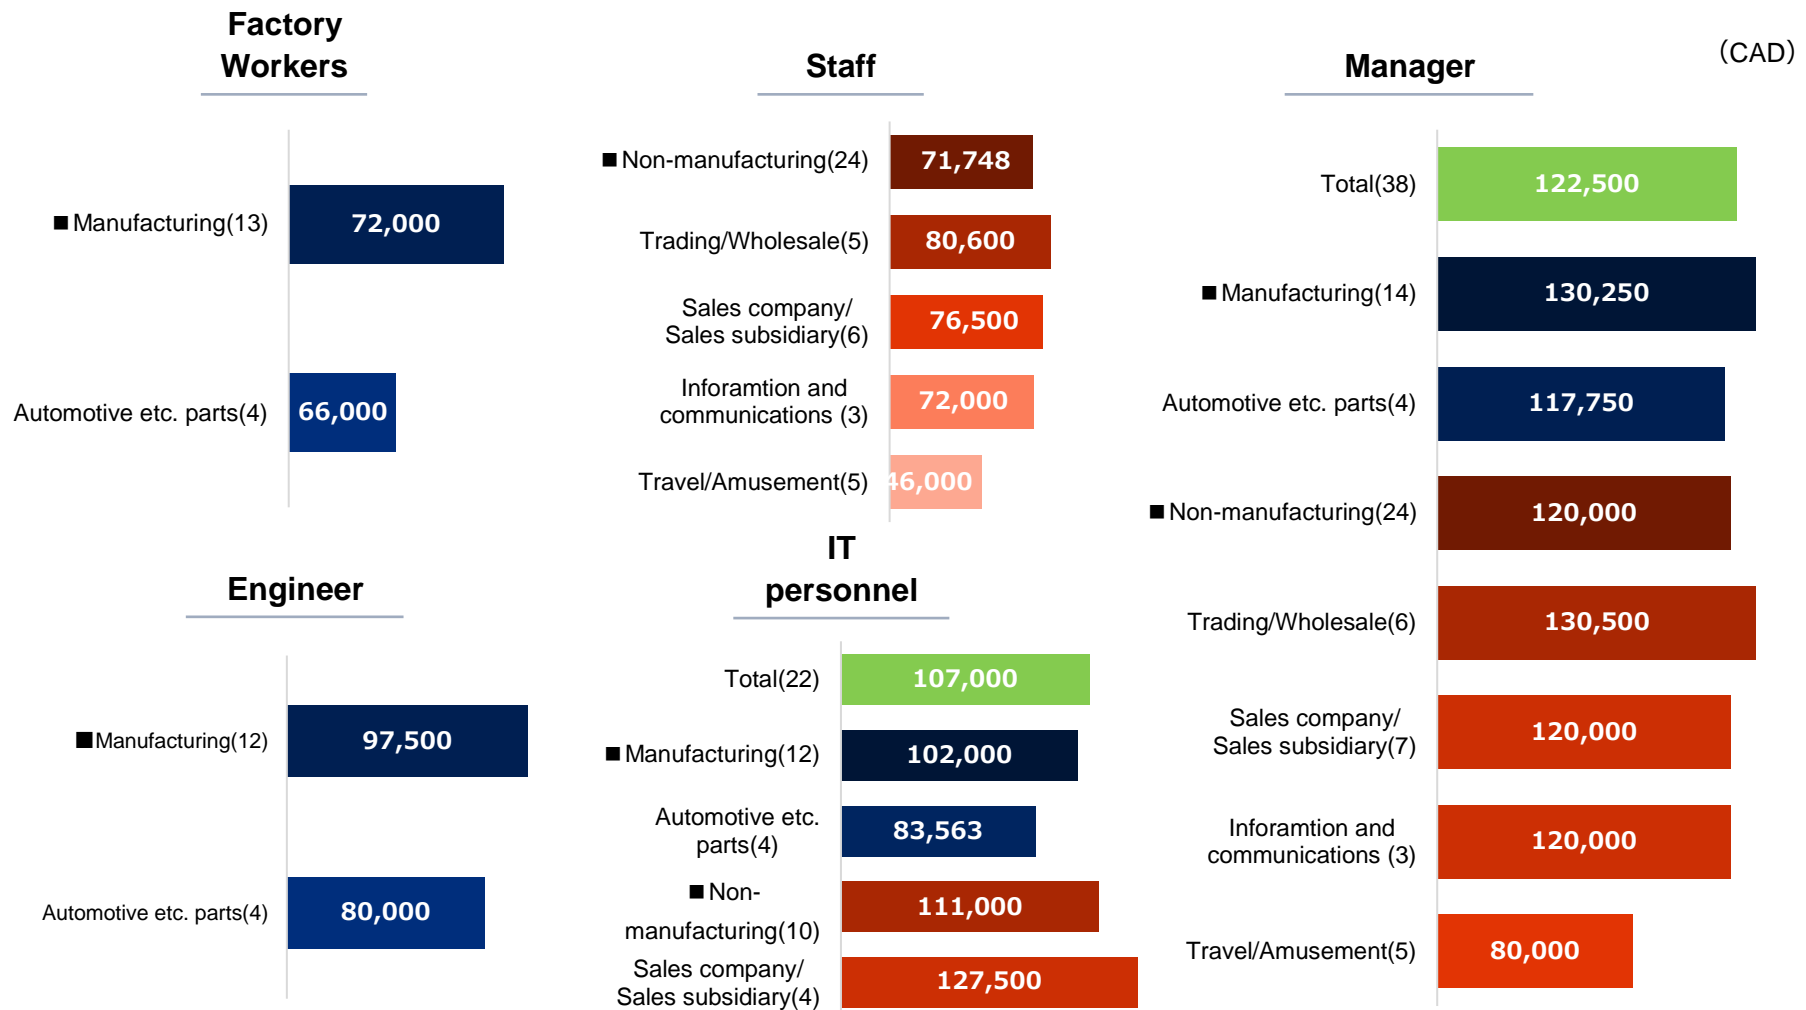 Factory
Workers
■ Manufacturing(13)
72,000
Automotive etc. parts(4)
66,000
Staff
■ Non-manufacturing(24)
71,748
Trading/Wholesale(5)
80,600
Sales company/
Sales subsidiary(6)
76,500
Inforamtion and
communications (3)
72,000
Travel/Amusement(5)
46,000
Manager
（CAD）
Total(38)
122,500
■ Manufacturing(14)
130,250
Automotive etc. parts(4)
117,750
■ Non-manufacturing(24)
120,000
Trading/Wholesale(6)
130,500
Sales company/
Sales subsidiary(7)
120,000
Inforamtion and
communications (3)
120,000
Travel/Amusement(5)
80,000
Engineer
■Manufacturing(12)
97,500
Automotive etc. parts(4)
80,000
IT
personnel
Total(22)
107,000
■ Manufacturing(12)
102,000
Automotive etc.
parts(4)
83,563
■ Non-
manufacturing(10)
111,000
Sales company/
Sales subsidiary(4)
127,500